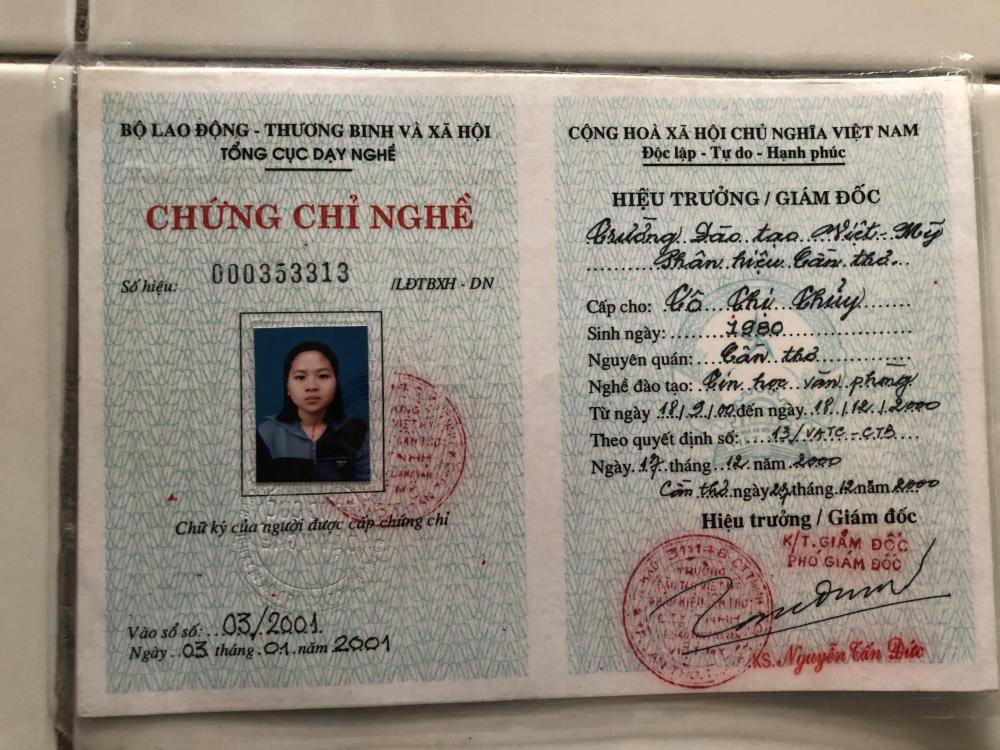 BỘ LAO ĐỘNG - THƯƠNG BINH VÀ XÃ HỘI
TỔNG CỤC DẠY NGHỀ
CHỨNG CHỈ NGHỀ
Số hiệu: 000353313 /LĐTBXH - DN
Chữ ký của người được cấp chứng chỉ
Vào sổ số: 03/2001.
Ngày 03 tháng 01 năm 2001
CỘNG HOÀ XÃ HỘI CHỦ NGHĨA VIỆT NAM
Độc lập - Tự do - Hạnh phúc
HIỆU TRƯỞNG / GIÁM ĐỐC
Trường Đào tạo Việt - Mỹ
Phân hiệu Cần thơ
Cấp cho: Tô Thị Thủy
Sinh ngày: 1980
Nguyên quán: Cần thơ
Nghề đào tạo: Tin học văn phòng
Từ ngày 18/9/00 đến ngày 18/12/2000
Theo quyết định số: 13/VATC-CTB
Ngày 17 tháng 12 năm 2000
Cần thơ ngày 27 tháng 12 năm 2000
Hiệu trưởng / Giám đốc
K/T. GIÁM ĐỐC
PHÓ GIÁM ĐỐC
KS. Nguyễn Tấn Đức